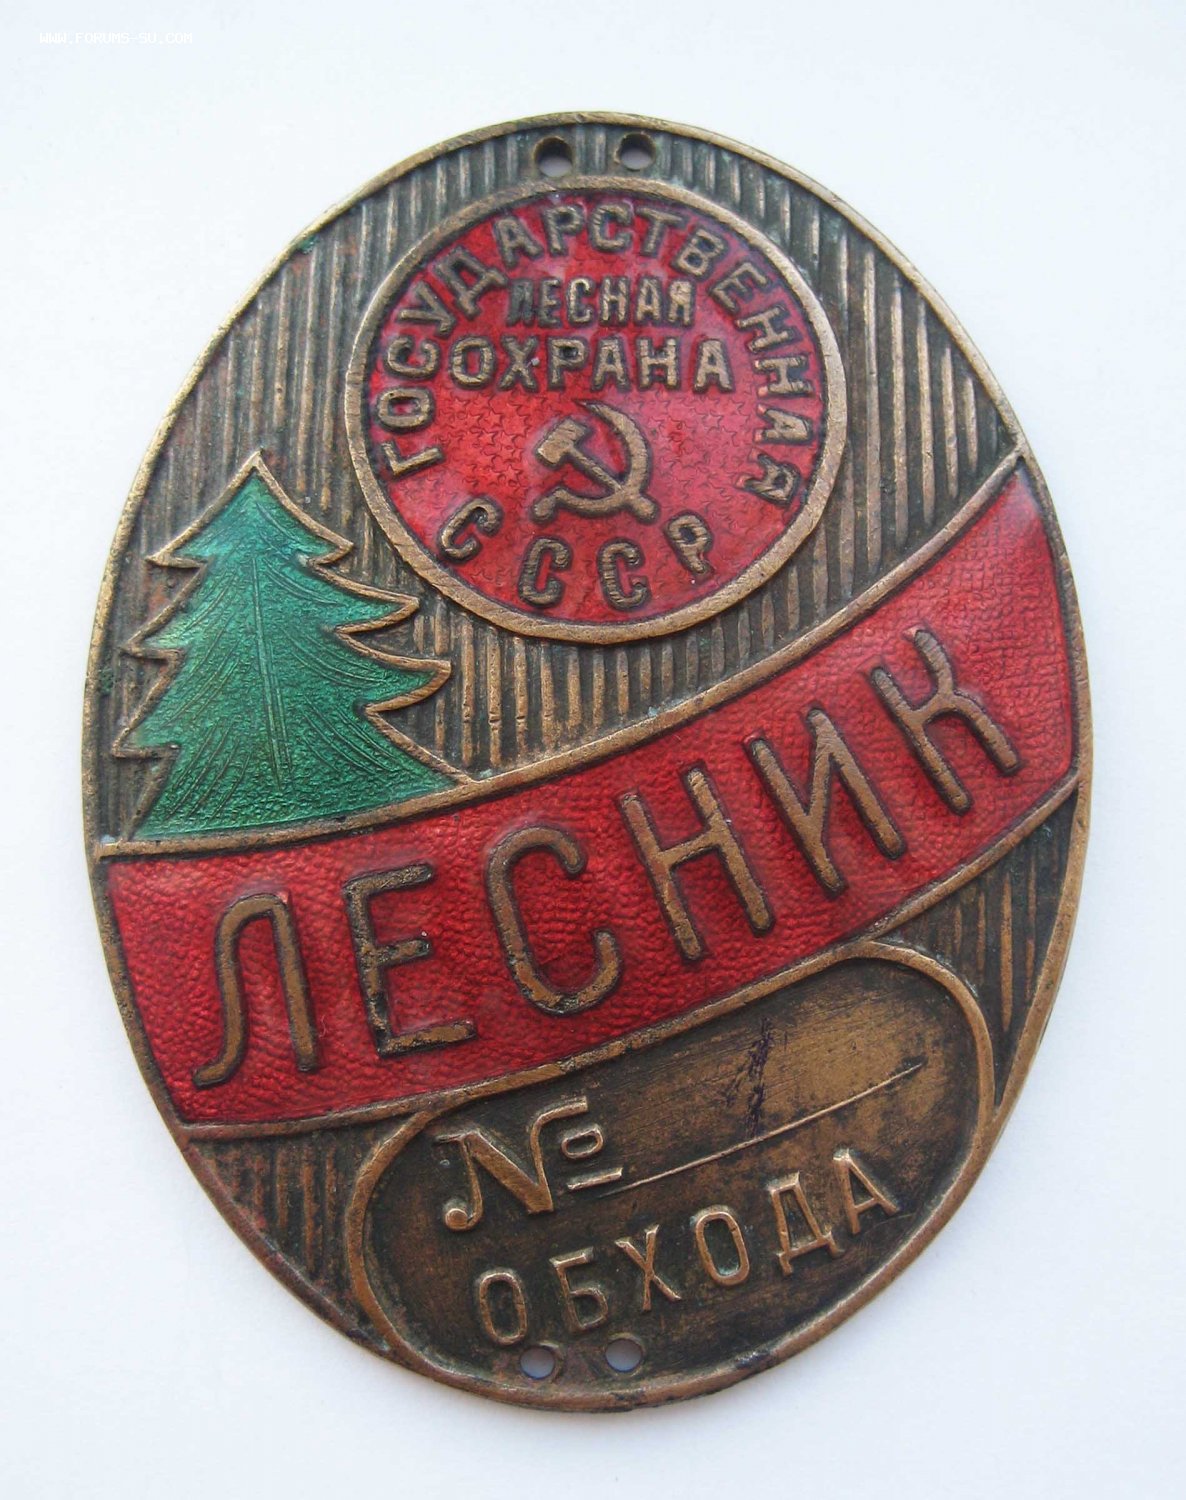 WWW.FORUMS-SU.COM
ГОСУДАРСТВЕННАЯ
ЛЕСНАЯ
ОХРАНА
СССР
ЛЕСНИК
№
ОБХОДА